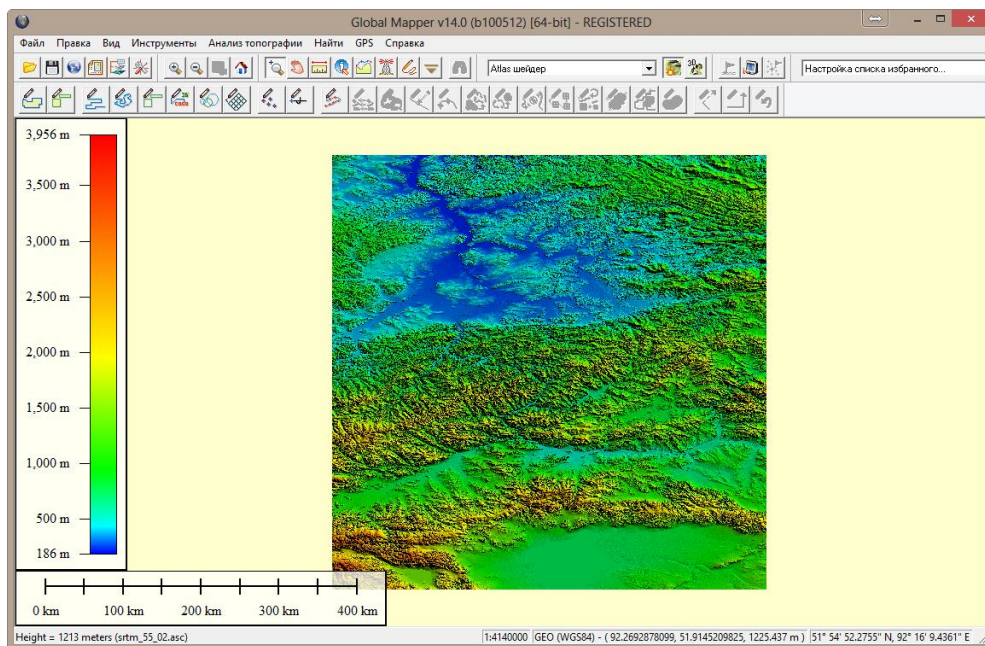 Global Mapper v14.0 (b100512) [64-bit] - REGISTERED
Файл Правка Вид Инструменты Анализ топографии Найти GPS Справка
Atlas шейдер
3D
Настройка списка избранного...
3,956 m
3,500 m
3,000 m
2,500 m
2,000 m
1,500 m
1,000 m
500 m
186 m
0 km 100 km 200 km 300 km 400 km
Height = 1213 meters (srtm_55_02.asc)
1:4140000 GEO (WGS84) - ( 92.2692878099, 51.9145209825, 1225.437 m ) 51° 54' 52.2755" N, 92° 16' 9.4361" E